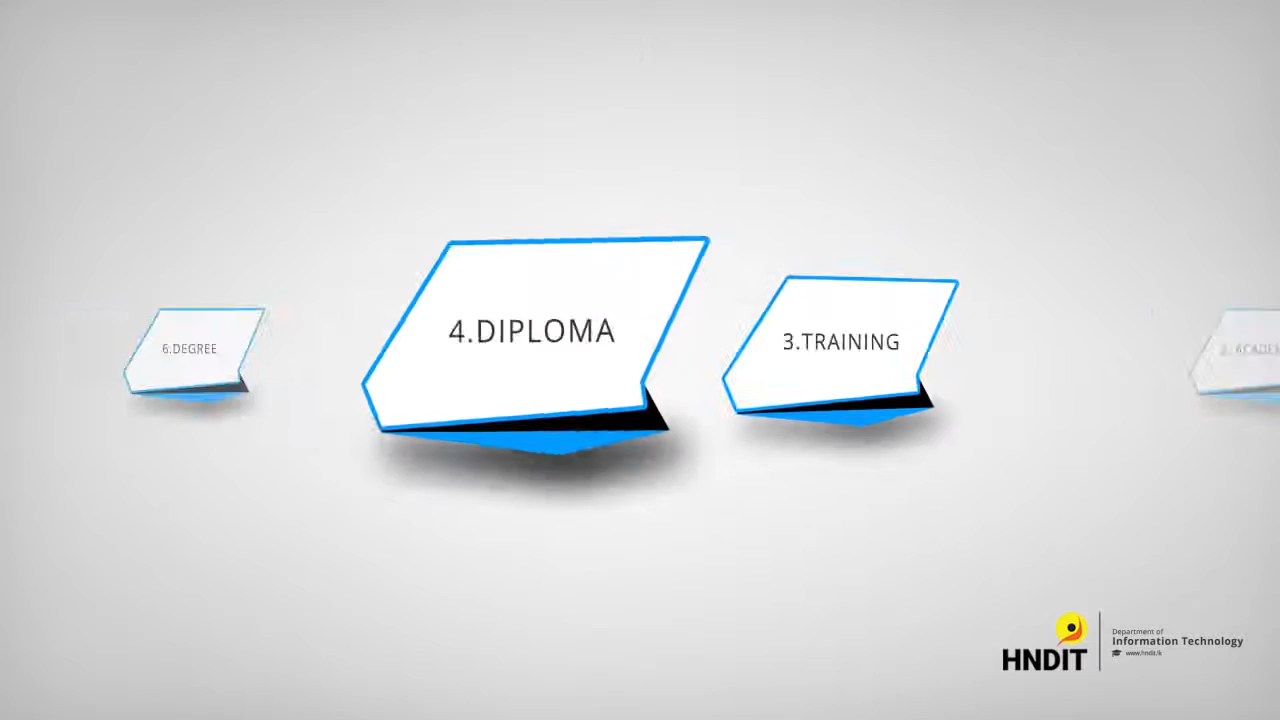 6.DEGREE
4.DIPLOMA
3.TRAINING
HNDIT
Department of
Information Technology
www.hndit.lk